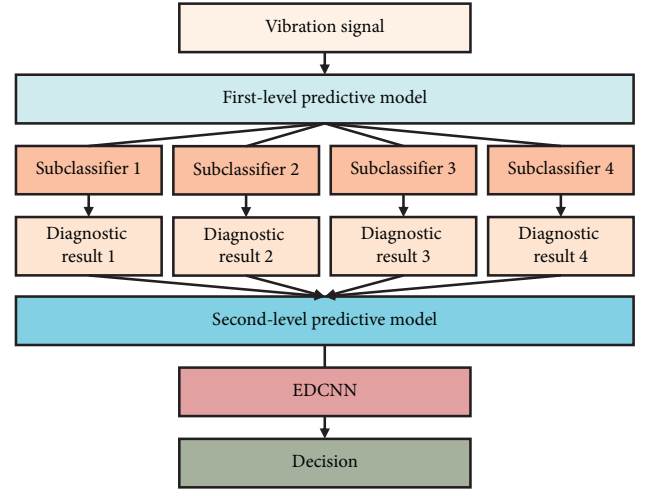 Vibration signal
First-level predictive model
Subclassifier 1
Subclassifier 2
Subclassifier 3
Subclassifier 4
Diagnostic
result 1
Diagnostic
result 2
Diagnostic
result 3
Diagnostic
result 4
Second-level predictive model
EDCNN
Decision